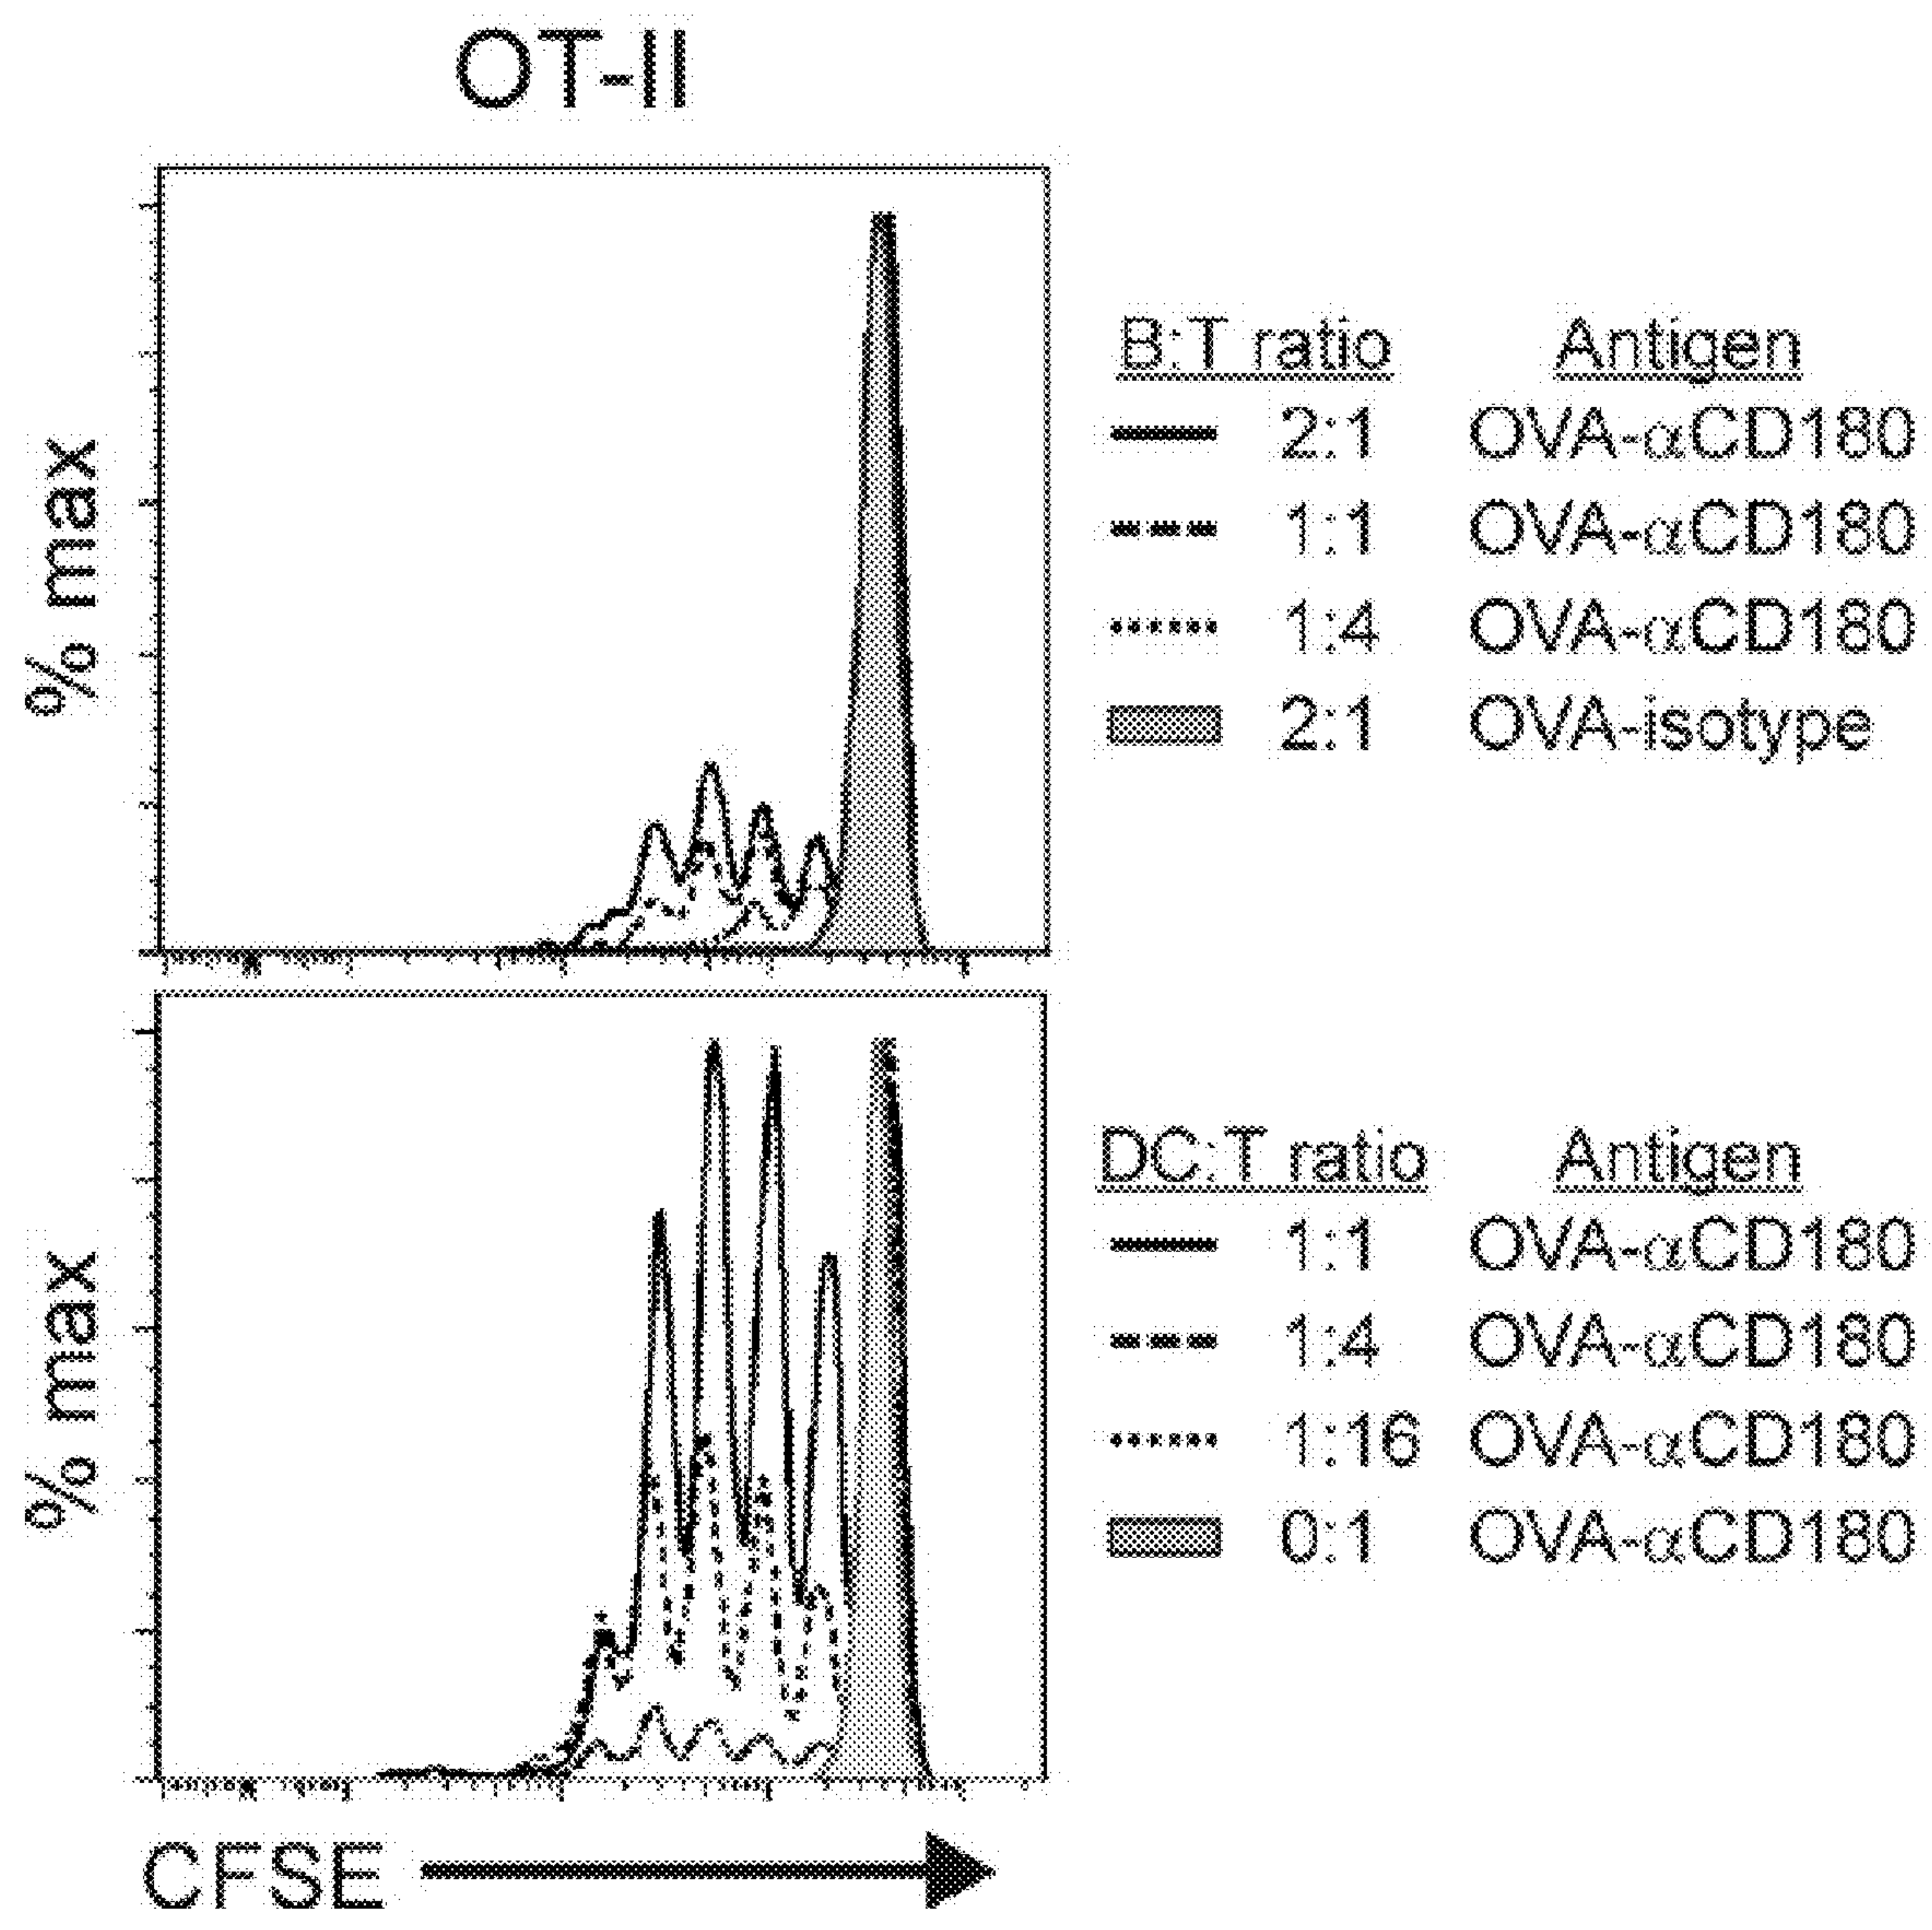 OT-II
% max
B:T ratio Antigen
2:1 OVA-αCD180
1:1 OVA-αCD180
1:4 OVA-αCD180
2:1 OVA-isotype
% max
DC:T ratio Antigen
1:1 OVA-αCD180
1:4 OVA-αCD180
1:16 OVA-αCD180
0:1 OVA-αCD180
CFSE